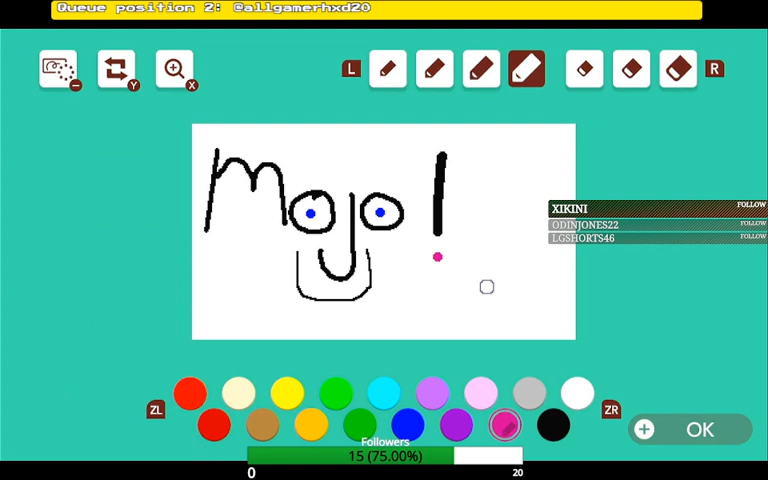 Queue position 2: @allgamerhxd20
L
R
−
Y
X
mojo!
XIKINI FOLLOW
ODINJONES22 FOLLOW
LGSHORTS46 FOLLOW
ZL
ZR
+ OK
Followers
15 (75.00%)
0
20